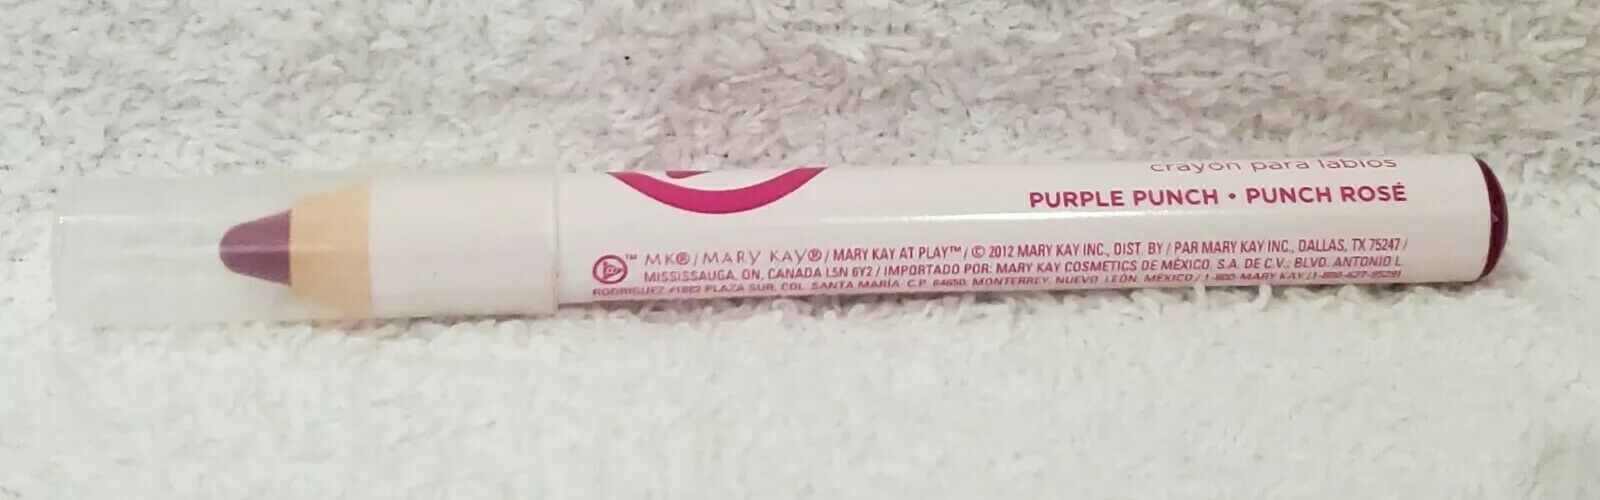 crayon para labios
PURPLE PUNCH • PUNCH ROSÉ
™ MK®/MARY KAY®/MARY KAY AT PLAY™/© 2012 MARY KAY INC., DIST. BY / PAR MARY KAY INC., DALLAS, TX 75247/
MISSISSAUGA, ON, CANADA L5N 6Y2 / IMPORTADO POR: MARY KAY COSMETICS DE MÉXICO, S.A. DE C.V., BLVD. ANTONIO L.
RODRIGUEZ #1882 PLAZA SUR, COL. SANTA MARÍA, C.P. 64650, MONTERREY, NUEVO LEÓN, MÉXICO / 1-800-MARY KAY (1-800-627-9529)